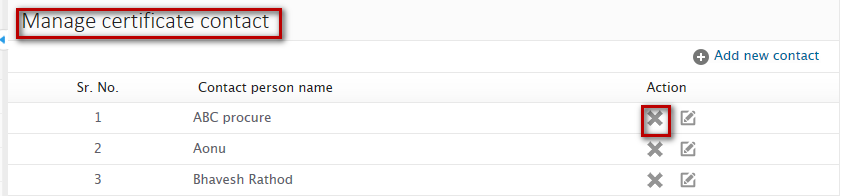 Manage certificate contact
Add new contact
Sr. No. Contact person name Action
1 ABC procure
2 Aonu
3 Bhavesh Rathod